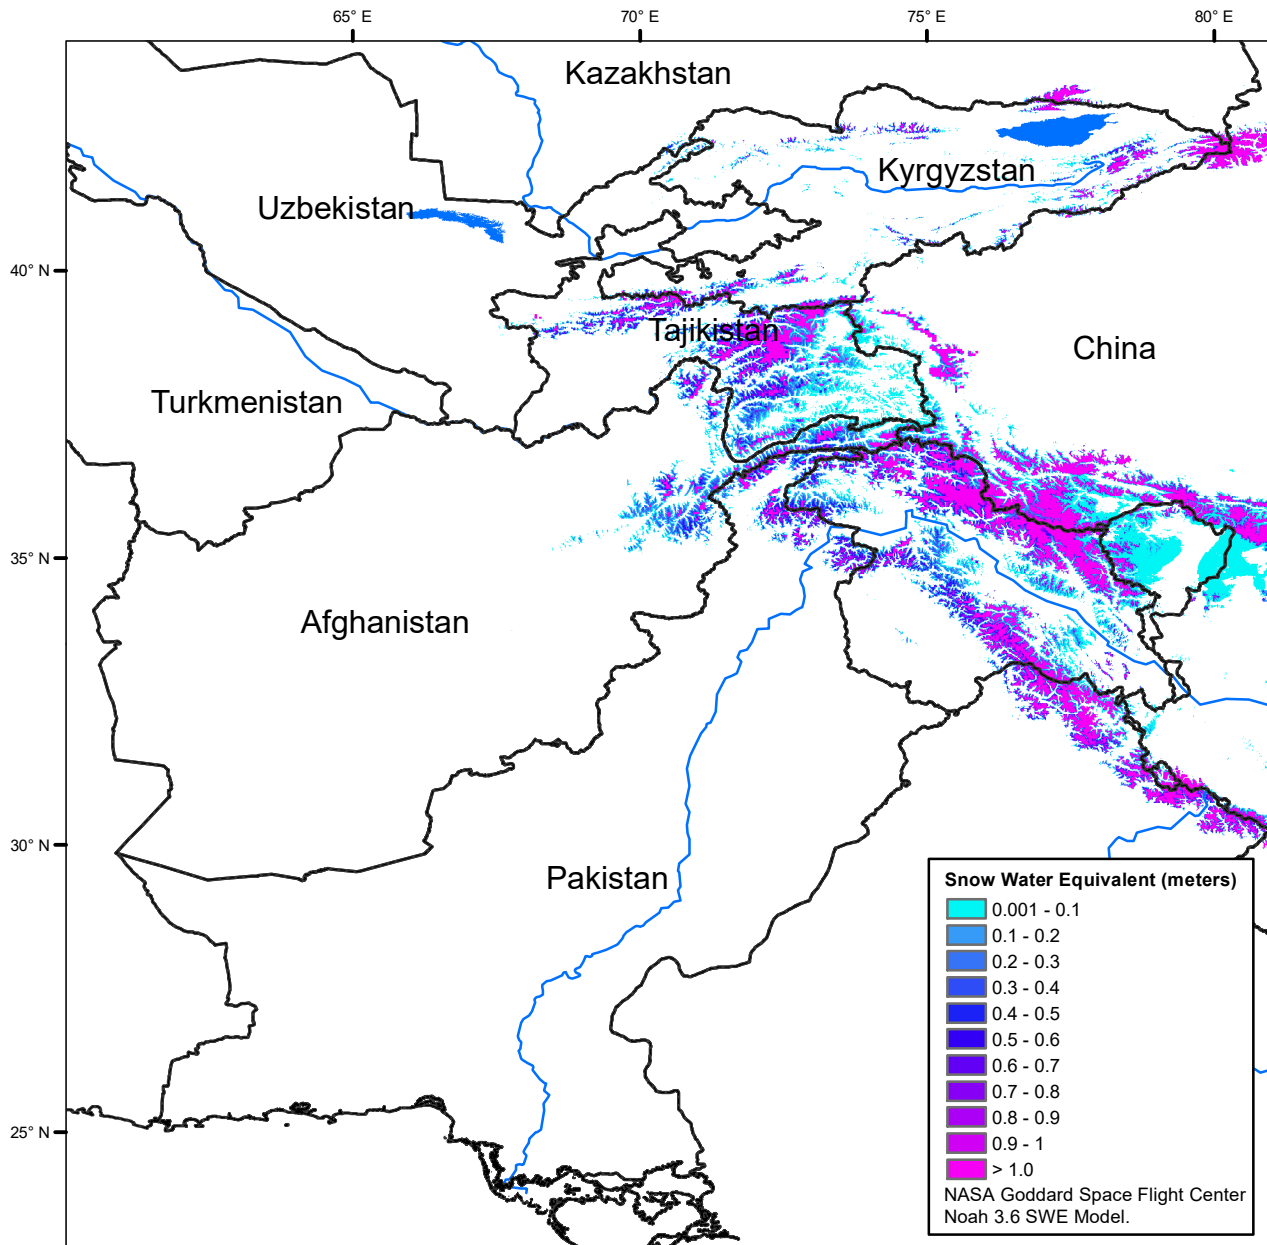 65° E
70° E
75° E
80° E
Kazakhstan
Kyrgyzstan
Uzbekistan
40° N
Tajikistan
China
Turkmenistan
35° N
Afghanistan
30° N
Pakistan
25° N
Snow Water Equivalent (meters)
0.001 - 0.1
0.1 - 0.2
0.2 - 0.3
0.3 - 0.4
0.4 - 0.5
0.5 - 0.6
0.6 - 0.7
0.7 - 0.8
0.8 - 0.9
0.9 - 1
> 1.0
NASA Goddard Space Flight Center
Noah 3.6 SWE Model.